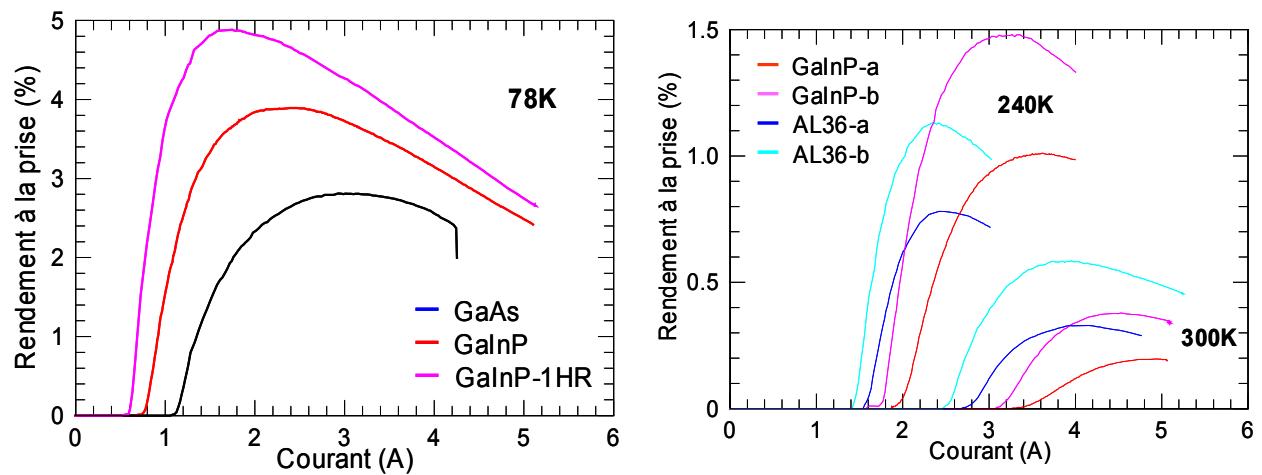 Rendement à la prise (%)
5
4
3
2
1
0
78K
GaAs
GaInP
GaInP-1HR
0 1 2 3 4 5 6
Courant (A)
Rendement à la prise (%)
1.5
1.0
0.5
0
GaInP-a
GaInP-b
AL36-a
AL36-b
240K
300K
0 1 2 3 4 5 6
Courant (A)